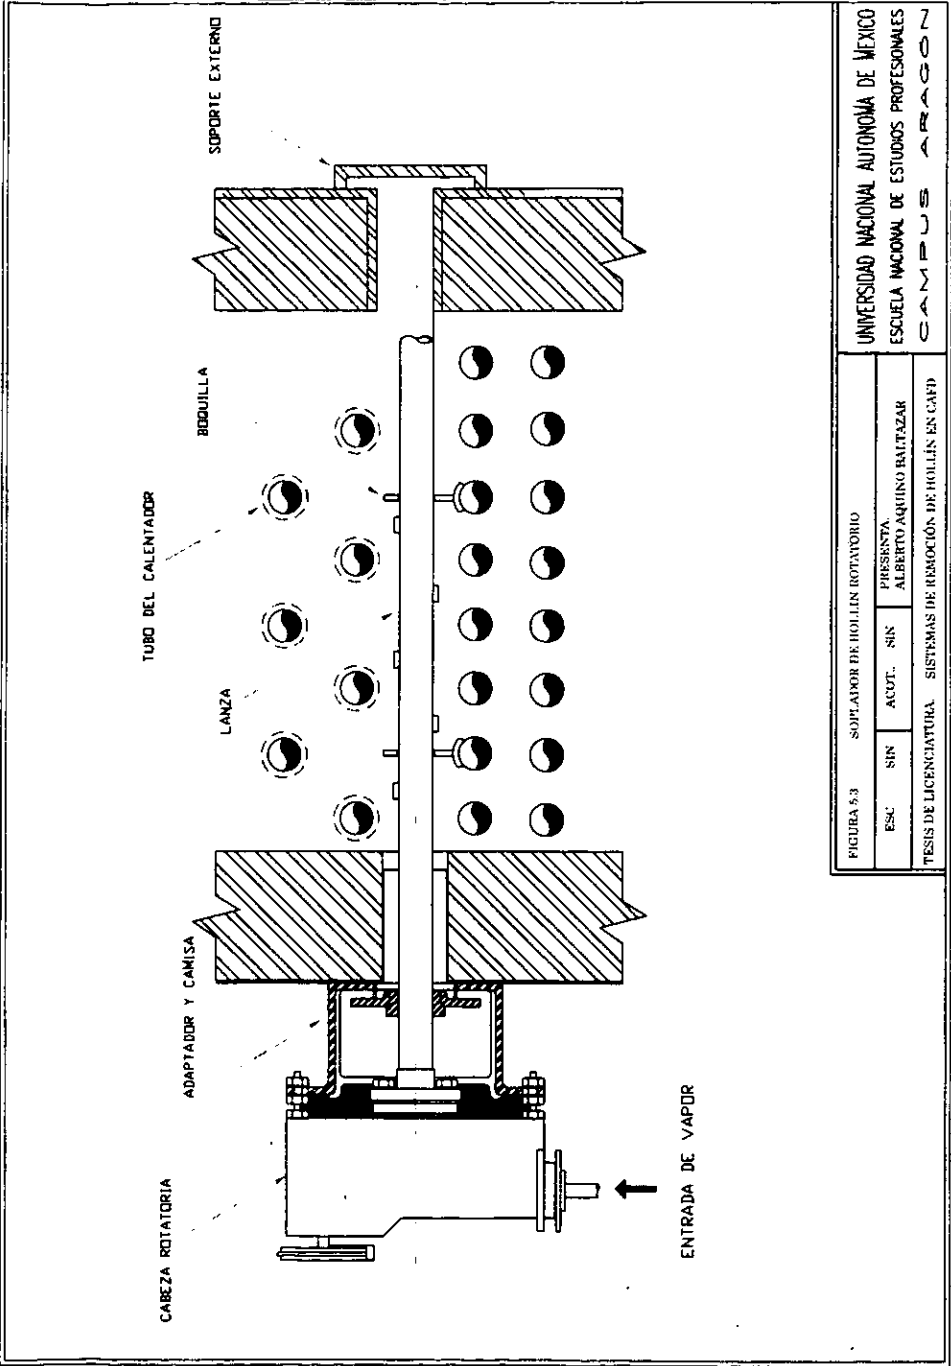 CABEZA ROTATORIA
ADAPTADOR Y CAMISA
LANZA
TUBO DEL CALENTADOR
BOQUILLA
SOPORTE EXTERNO
ENTRADA DE VAPOR
FIGURA 5.3 SOPLADOR DE HOLLIN ROTATORIO
ESC SIN ACOT. SIN
PRESENTA.
ALBERTO AQUINO BALTAZAR
TESIS DE LICENCIATURA. SISTEMAS DE REMOCIÓN DE HOLLÍN EN CAFD
UNIVERSIDAD NACIONAL AUTONOMA DE MEXICO
ESCUELA NACIONAL DE ESTUDIOS PROFESIONALES
CAMPUS ARAGON